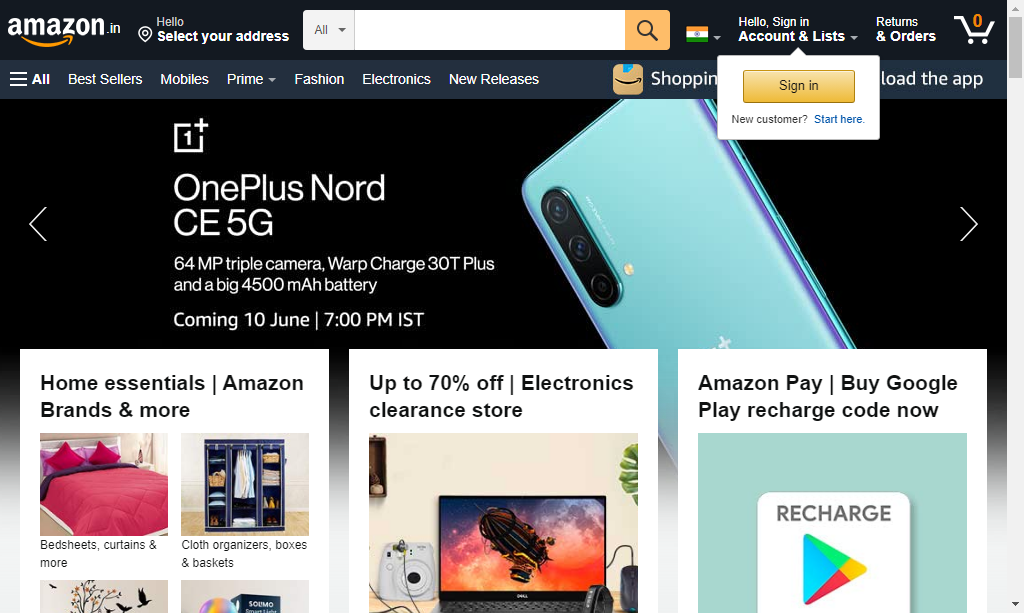 amazon.in
Hello
Select your address
All
0
Hello, Sign in
Account & Lists
Returns
& Orders
All
Best Sellers
Mobiles
Prime
Fashion
Electronics
New Releases
load the app
Sign in
New customer? Start here.
1
OnePlus Nord
CE 5G
64 MP triple camera, Warp Charge 30T Plus
and a big 4500 mAh battery
Coming 10 June | 7:00 PM IST
Home essentials | Amazon
Brands & more
Up to 70% off | Electronics
clearance store
Amazon Pay | Buy Google
Play recharge code now
Bedsheets, curtains &
more
Cloth organizers, boxes
& baskets
RECHARGE
DELL
SOLIMO